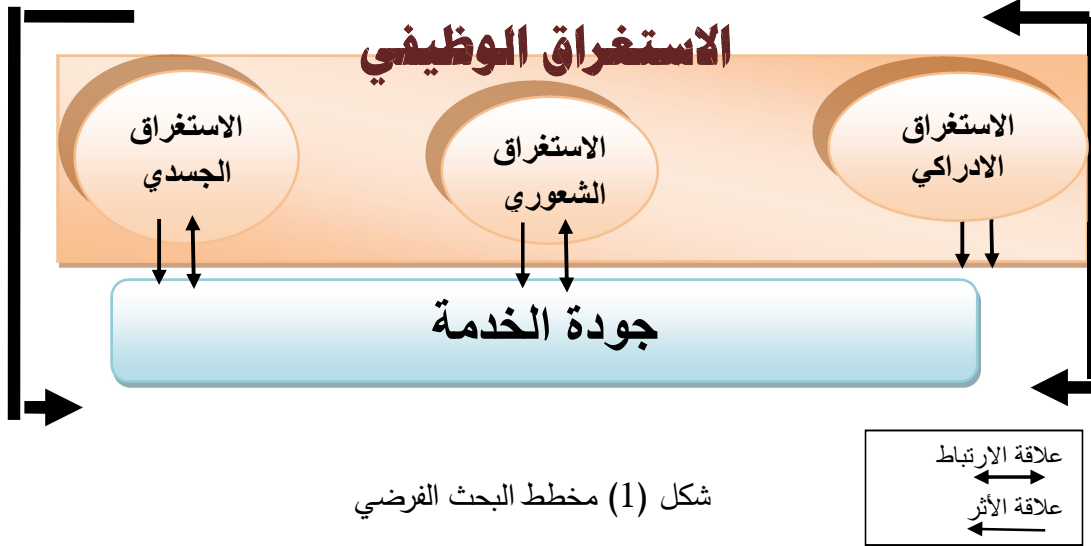 الاستغراق الوظيفي
الاستغراق
الادراكي
الاستغراق
الشعوري
الاستغراق
الجسدي
جودة الخدمة
علاقة الارتباط
علاقة الأثر
شكل (1) مخطط البحث الفرضي